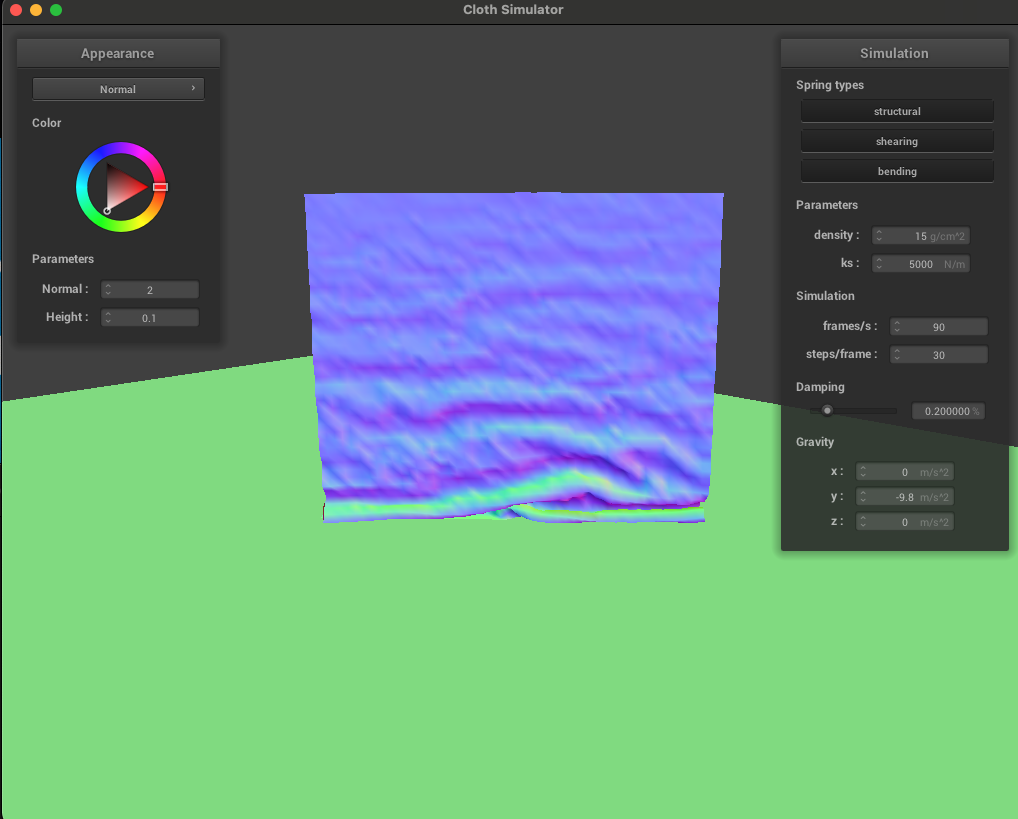 Cloth Simulator
Appearance
Normal
Color
Parameters
Normal : 2
Height : 0.1
Simulation
Spring types
structural
shearing
bending
Parameters
density : 15 g/cm^2
ks : 5000 N/m
Simulation
frames/s : 90
steps/frame : 30
Damping
0.200000 %
Gravity
x : 0 m/s^2
y : -9.8 m/s^2
z : 0 m/s^2